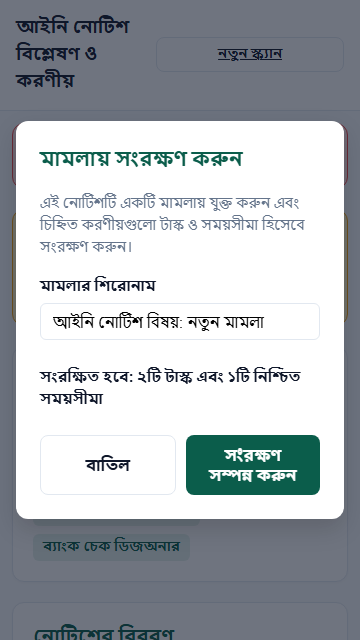 আইনি নোটিশ
বিশ্লেষণ ও
করণীয়
নতুন স্ক্যান
মামলায় সংরক্ষণ করুন
এই নোটিশটি একটি মামলায় যুক্ত করুন এবং
চিহ্নিত করণীয়গুলো টাস্ক ও সময়সীমা হিসেবে
সংরক্ষণ করুন।
মামলার শিরোনাম
আইনি নোটিশ বিষয়: নতুন মামলা
সংরক্ষিত হবে: ২টি টাস্ক এবং ১টি নিশ্চিত
সময়সীমা
বাতিল
সংরক্ষণ
সম্পন্ন করুন
ব্যাংক চেক ডিজঅনার
নোটিশের বিবরণ